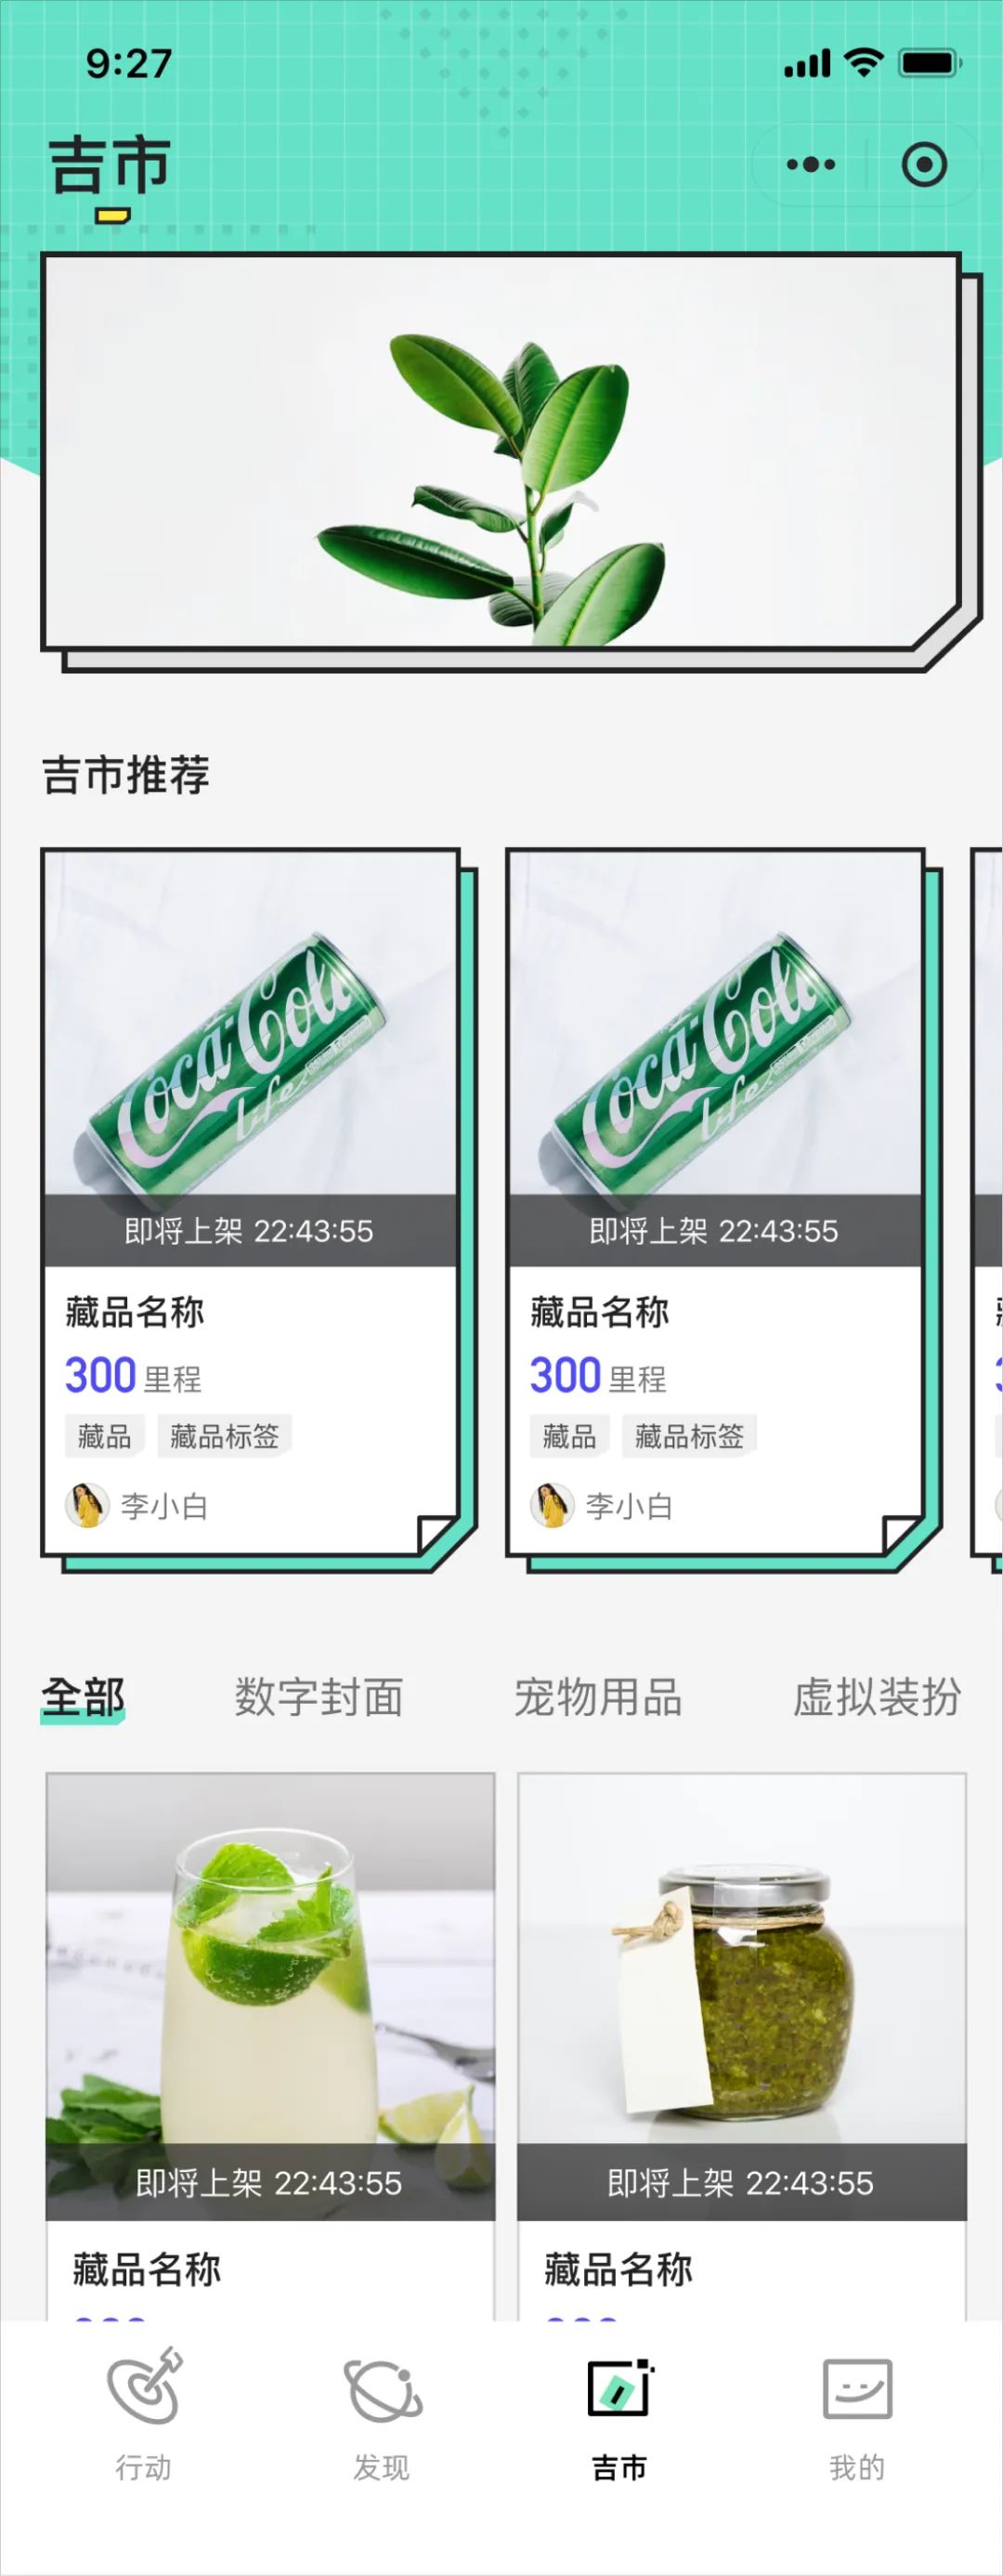 9:27
吉市
吉市推荐
Coca-Cola
life
Coca-Cola
life
即将上架 22:43:55
即将上架 22:43:55
藏品名称
藏品名称
300 里程
300 里程
藏品 藏品标签
藏品 藏品标签
李小白
李小白
全部 数字封面 宠物用品 虚拟装扮
即将上架 22:43:55
即将上架 22:43:55
藏品名称
藏品名称
行动 发现 吉市 我的